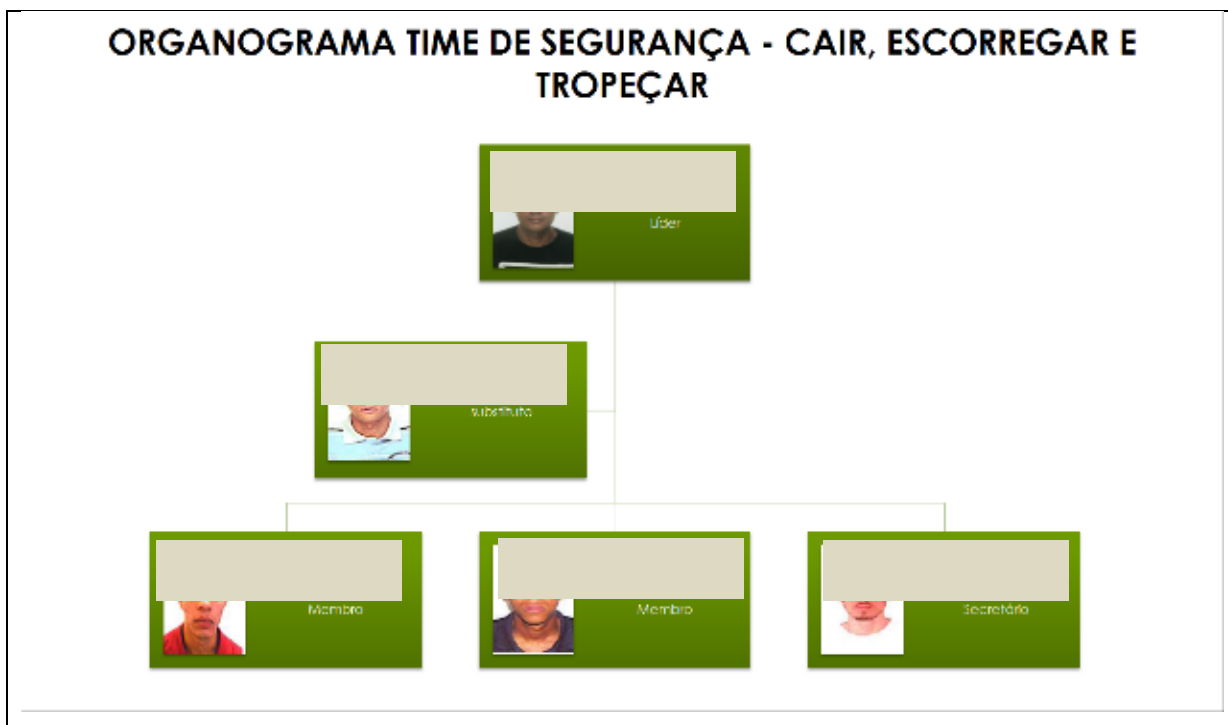 ORGANOGRAMA TIME DE SEGURANÇA - CAIR, ESCORREGAR E
TROPEÇAR
Líder
substituto
Membro
Membro
Secretário